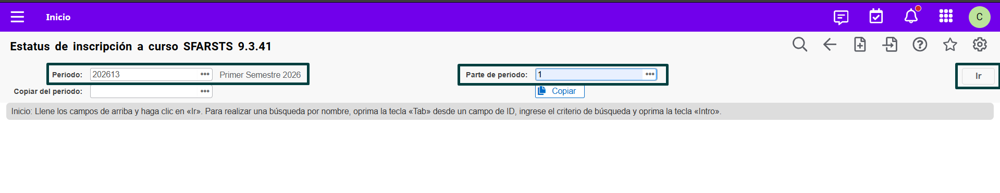 Inicio
C
Estatus de inscripción a curso SFARSTS 9.3.41
Periodo: 202613 ••• Primer Semestre 2026 Parte de periodo: 1 ••• Ir
Copiar del periodo: ••• Copiar
Inicio: Llene los campos de arriba y haga clic en «Ir». Para realizar una búsqueda por nombre, oprima la tecla «Tab» desde un campo de ID, ingrese el criterio de búsqueda y oprima la tecla «Intro».